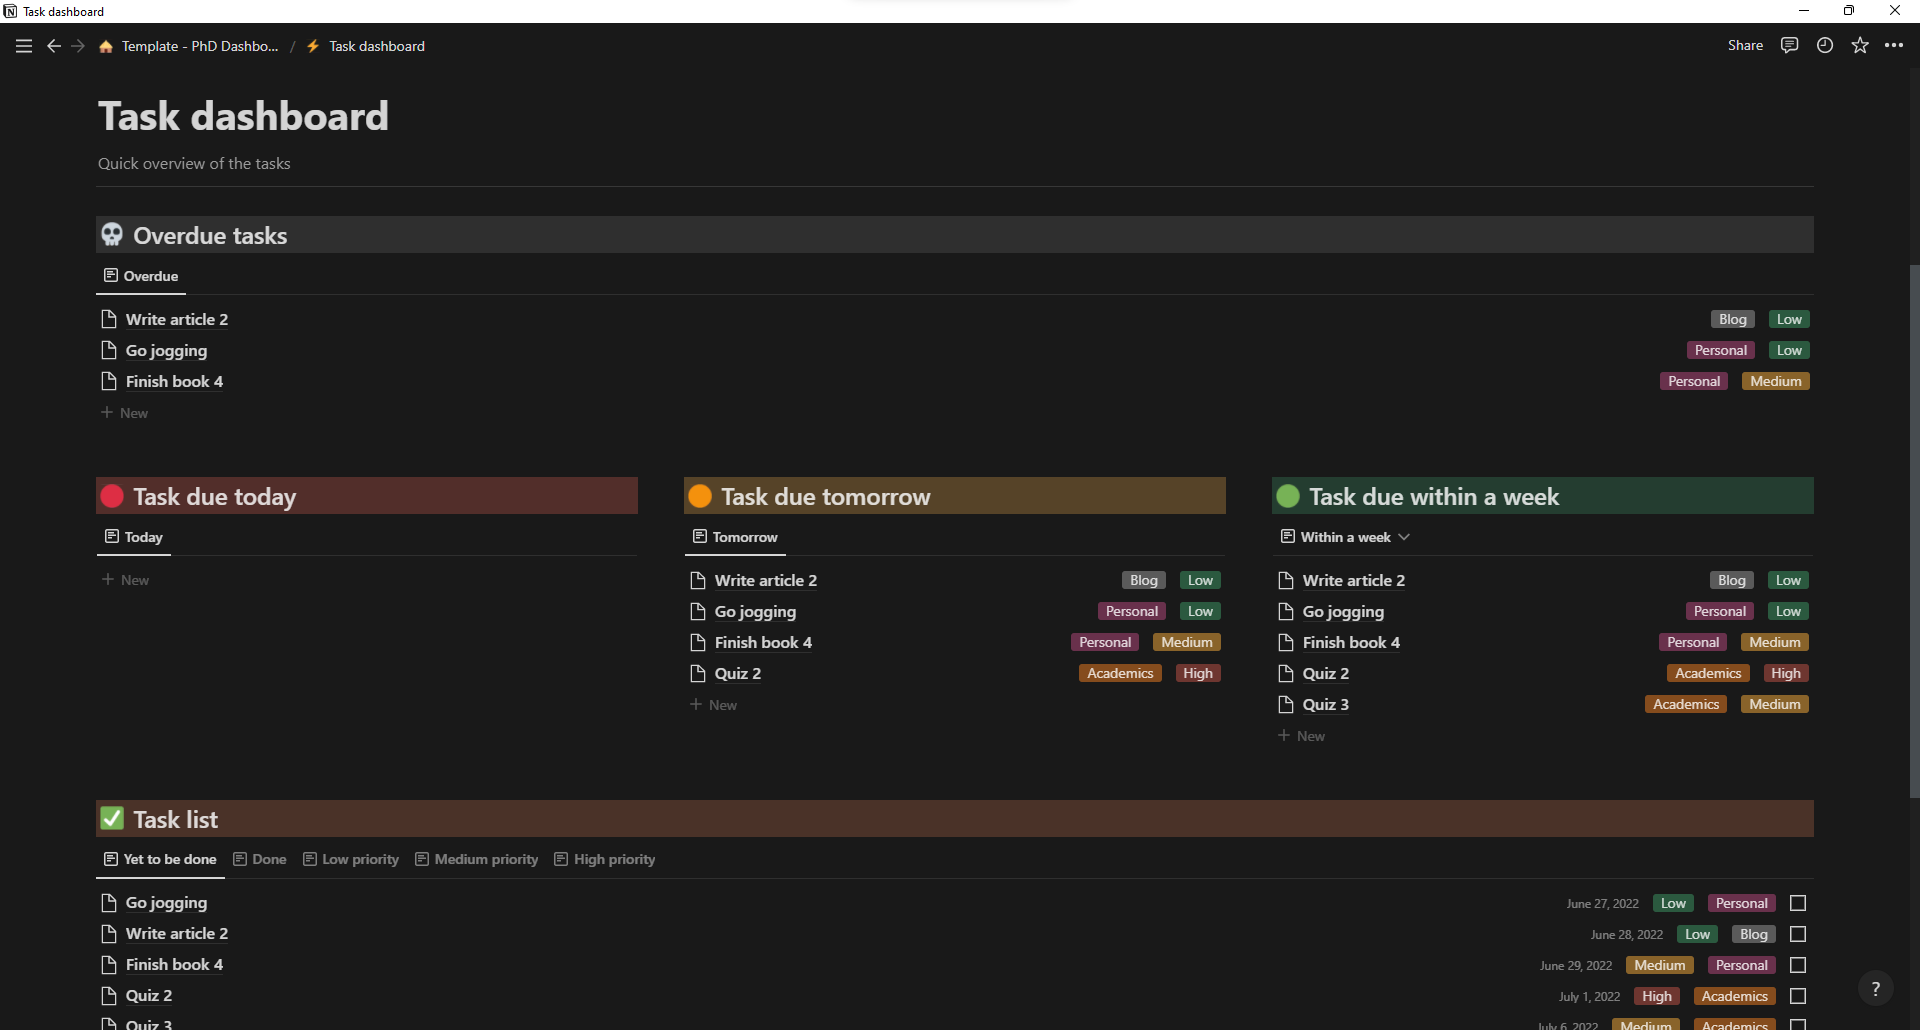 Task dashboard
Template - PhD Dashbo... / Task dashboard
Share
Task dashboard
Quick overview of the tasks
Overdue tasks
Overdue
Write article 2 Blog Low
Go jogging Personal Low
Finish book 4 Personal Medium
+ New
Task due today
Today
+ New
Task due tomorrow
Tomorrow
Write article 2 Blog Low
Go jogging Personal Low
Finish book 4 Personal Medium
Quiz 2 Academics High
+ New
Task due within a week
Within a week
Write article 2 Blog Low
Go jogging Personal Low
Finish book 4 Personal Medium
Quiz 2 Academics High
Quiz 3 Academics Medium
+ New
Task list
Yet to be done Done Low priority Medium priority High priority
Go jogging June 27, 2022 Low Personal
Write article 2 June 28, 2022 Low Blog
Finish book 4 June 29, 2022 Medium Personal
Quiz 2 July 1, 2022 High Academics
Quiz 3 July 6, 2022 Medium Academics
?